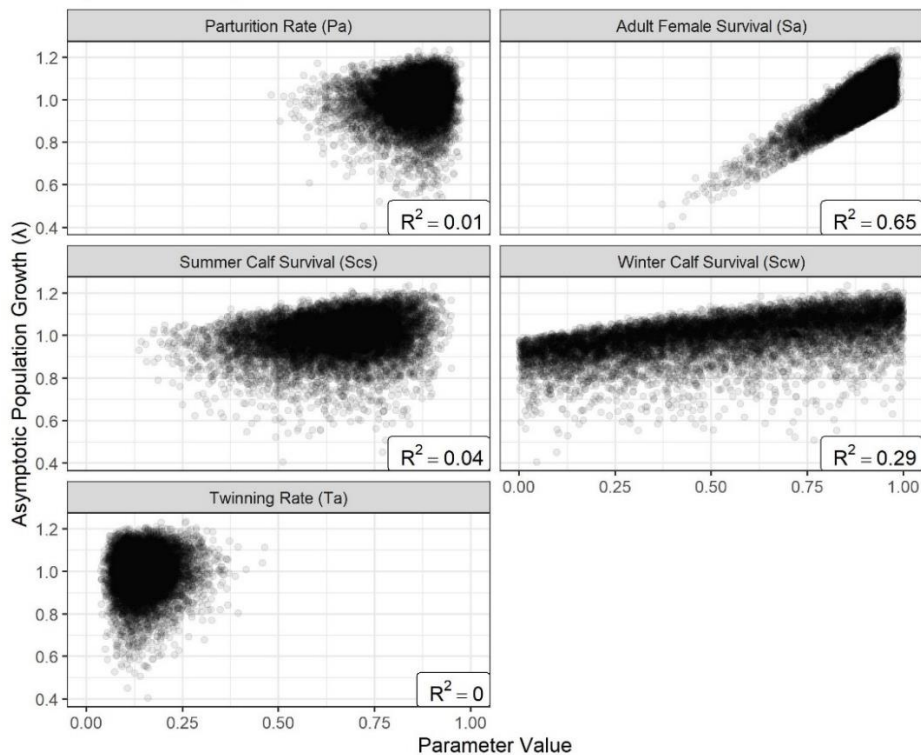 Parturition Rate (Pa)
Adult Female Survival (Sa)
1.2
1.0
0.8
0.6
0.4
R² = 0.01
R² = 0.65
Summer Calf Survival (Scs)
Winter Calf Survival (Scw)
1.2
1.0
0.8
0.6
0.4
R² = 0.04
R² = 0.29
0.00 0.25 0.50 0.75 1.00
Twinning Rate (Ta)
1.2
1.0
0.8
0.6
0.4
R² = 0
0.00 0.25 0.50 0.75 1.00
Asymptotic Population Growth (λ)
Parameter Value